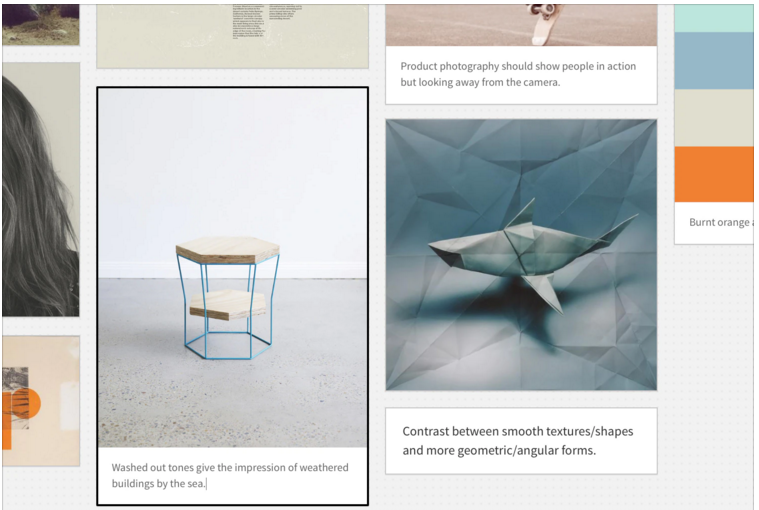 Product photography should show people in action
but looking away from the camera.
Burnt orange
Washed out tones give the impression of weathered
buildings by the sea.
Contrast between smooth textures/shapes
and more geometric/angular forms.